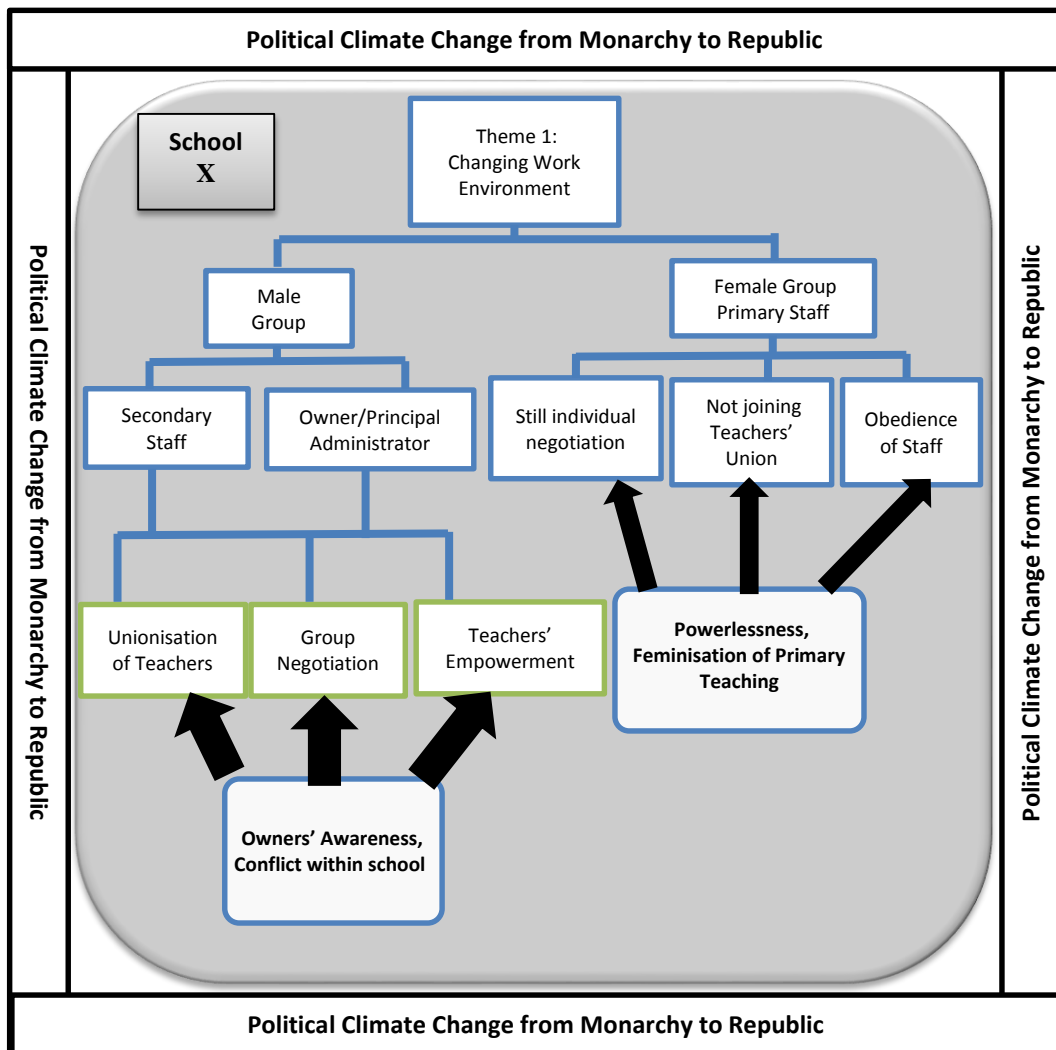 Political Climate Change from Monarchy to Republic
Political Climate Change from Monarchy to Republic
School
X
Theme 1:
Changing Work
Environment
Male
Group
Female Group
Primary Staff
Secondary
Staff
Owner/Principal
Administrator
Still individual
negotiation
Not joining
Teachers’
Union
Obedience
of Staff
Unionisation
of Teachers
Group
Negotiation
Teachers’
Empowerment
Powerlessness,
Feminisation of Primary
Teaching
Owners’ Awareness,
Conflict within school
Political Climate Change from Monarchy to Republic
Political Climate Change from Monarchy to Republic